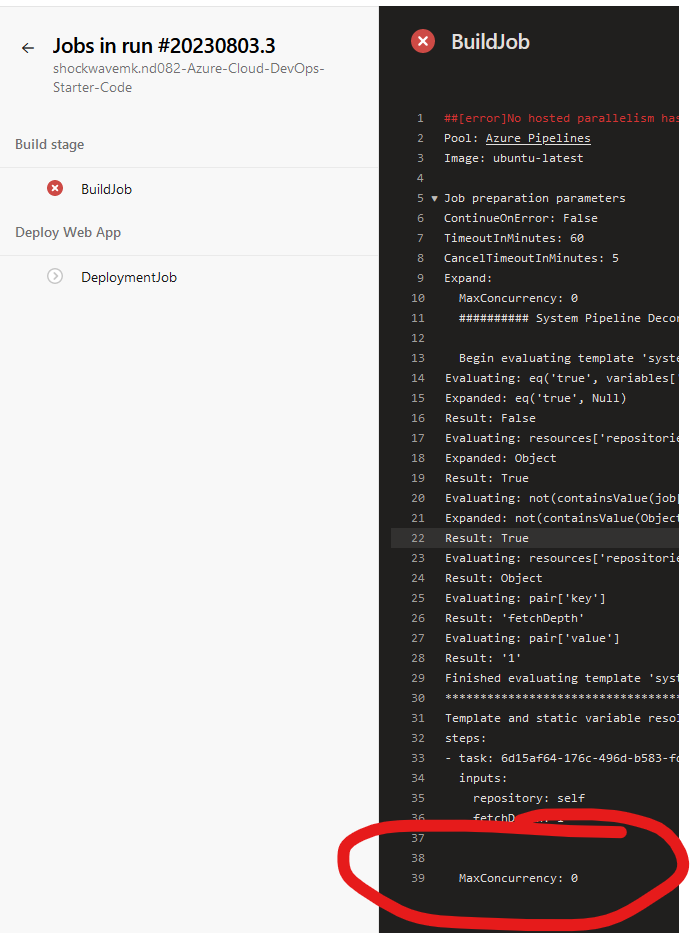 Jobs in run #20230803.3
shockwavemk.nd082-Azure-Cloud-DevOps-
Starter-Code
Build stage
BuildJob
Deploy Web App
DeploymentJob
BuildJob
1 ##[error]No hosted parallelism has
2 Pool: Azure Pipelines
3 Image: ubuntu-latest
4
5 Job preparation parameters
6 ContinueOnError: False
7 TimeoutInMinutes: 60
8 CancelTimeoutInMinutes: 5
9 Expand:
10 MaxConcurrency: 0
11 ########## System Pipeline Decor
12
13 Begin evaluating template 'syste
14 Evaluating: eq('true', variables['
15 Expanded: eq('true', Null)
16 Result: False
17 Evaluating: resources['repositorie
18 Expanded: Object
19 Result: True
20 Evaluating: not(containsValue(job[
21 Expanded: not(containsValue(Object
22 Result: True
23 Evaluating: resources['repositorie
24 Result: Object
25 Evaluating: pair['key']
26 Result: 'fetchDepth'
27 Evaluating: pair['value']
28 Result: '1'
29 Finished evaluating template 'syst
30 **********************************
31 Template and static variable resol
32 steps:
33 - task: 6d15af64-176c-496d-b583-fd
34 inputs:
35 repository: self
36
37
38
39 MaxConcurrency: 0